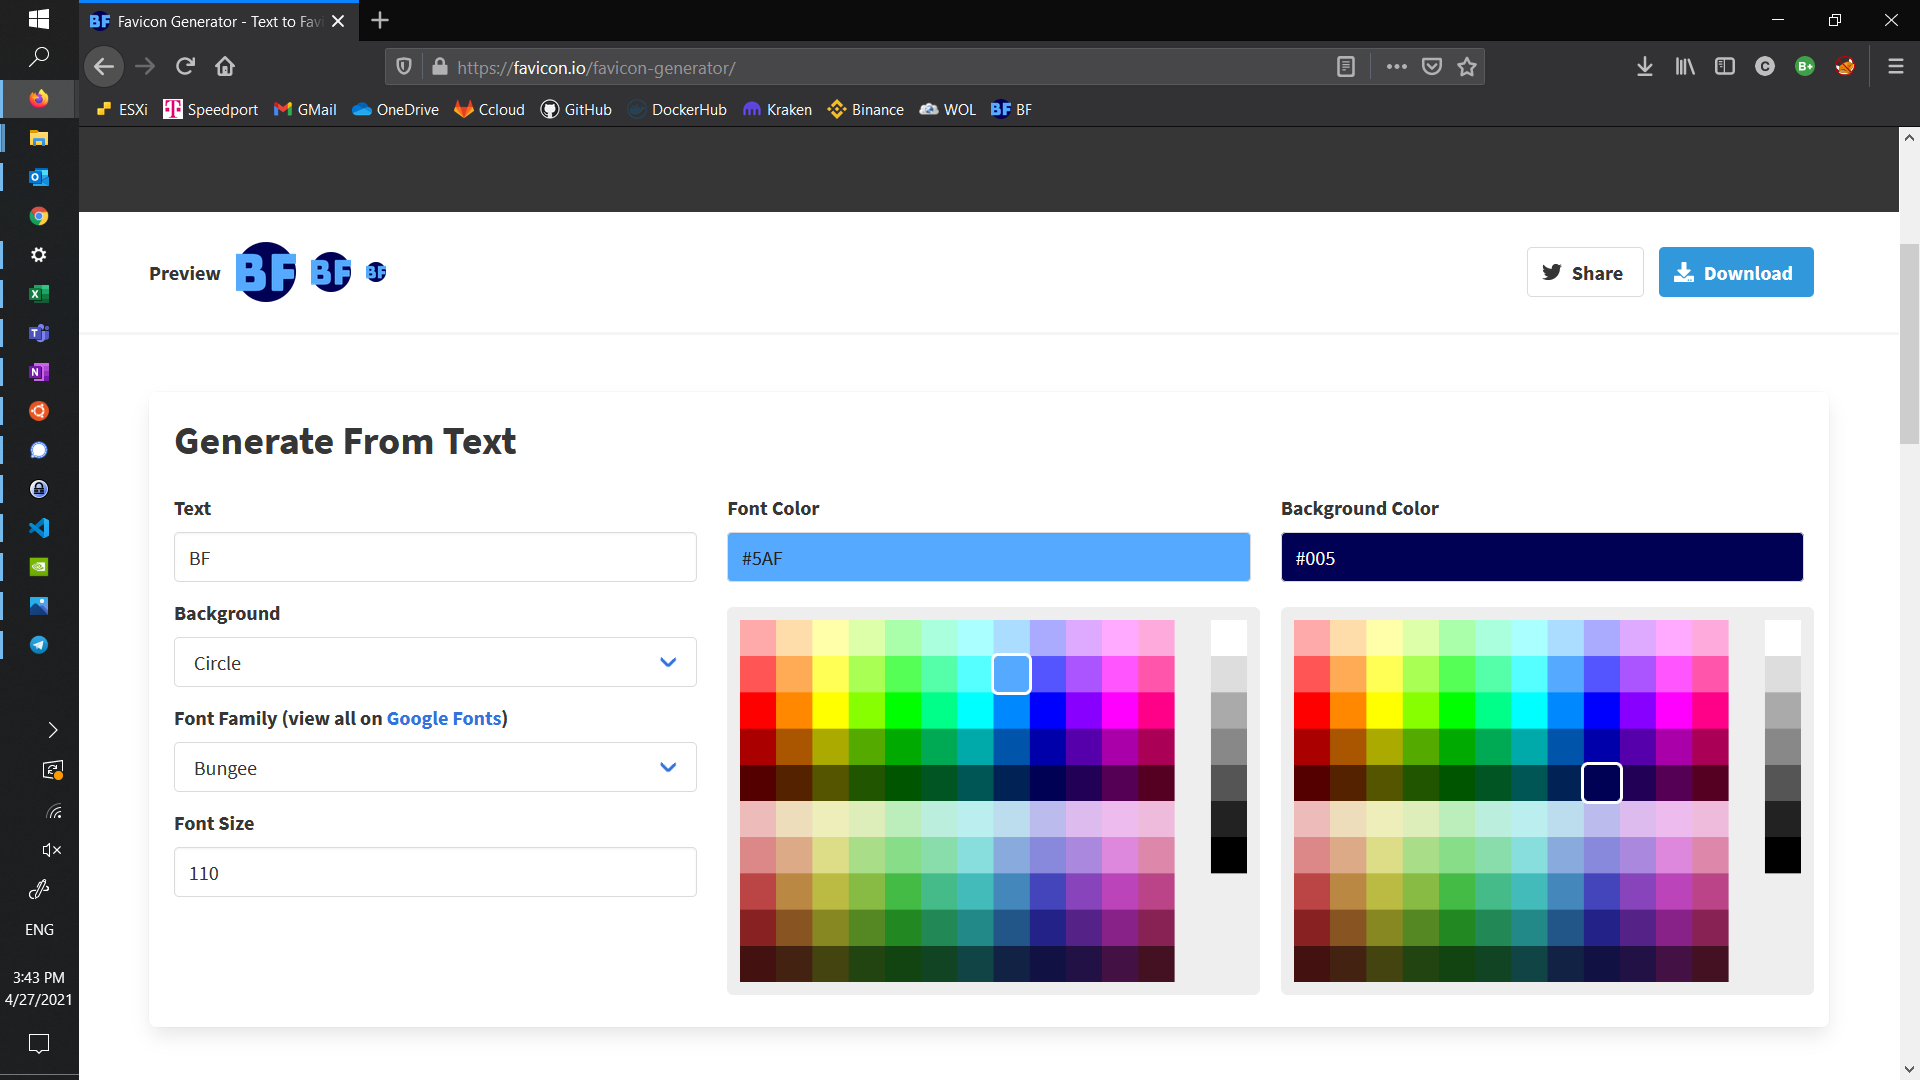 BF Favicon Generator - Text to Fav
https://favicon.io/favicon-generator/
ESXi Speedport GMail OneDrive Ccloud GitHub DockerHub Kraken Binance WOL BF BF
Preview BF BF BF Share Download
Generate From Text
Text
BF
Background
Circle
Font Family (view all on Google Fonts)
Bungee
Font Size
110
Font Color
#5AF
Background Color
#005
ENG
3:43 PM
4/27/2021